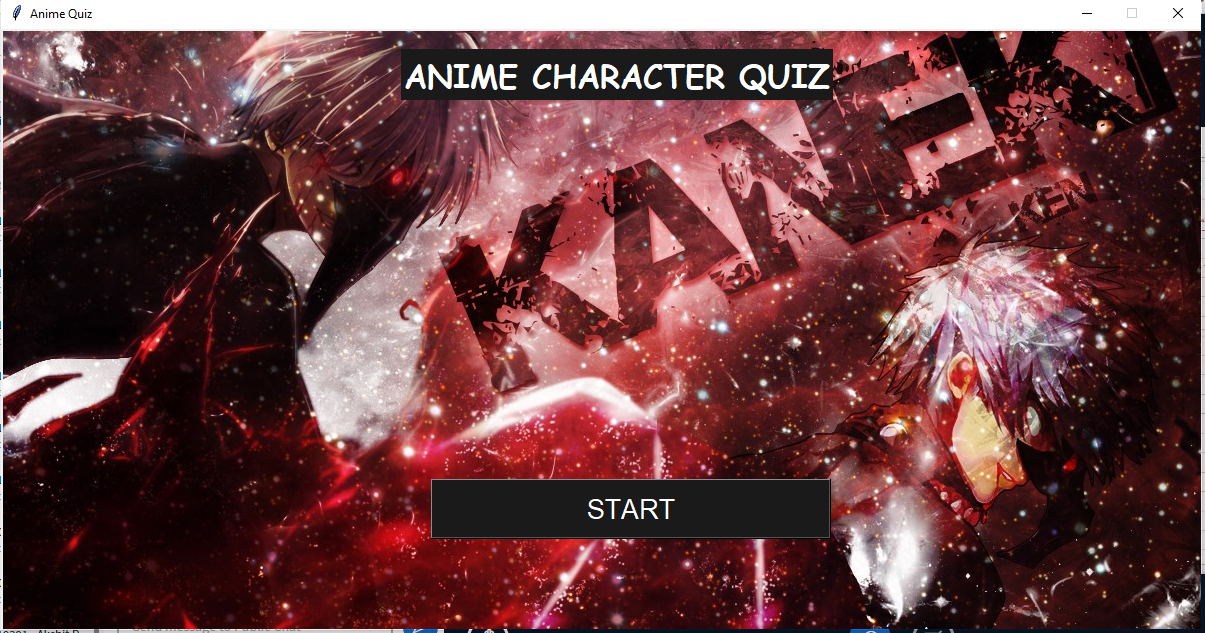 Anime Quiz
ANIME CHARACTER QUIZ
KANEKI
KEN
START